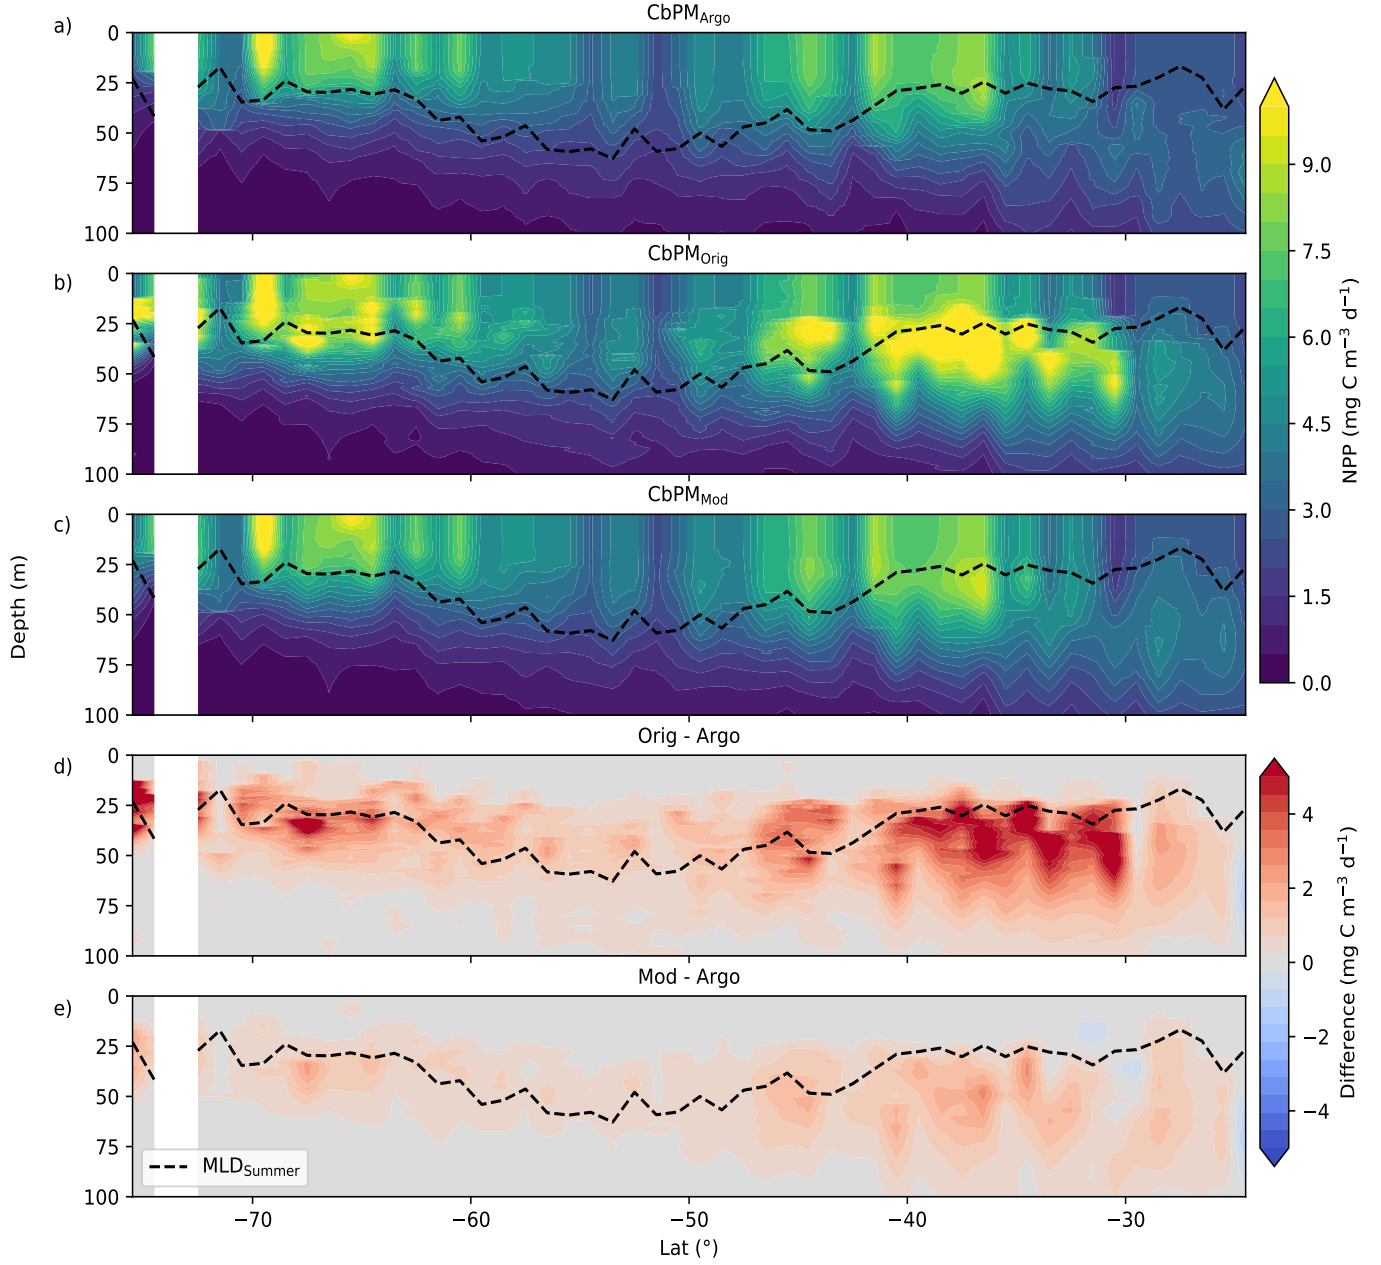 CbPM_Argo
a)
0
25
50
75
100
CbPM_Orig
b)
0
25
50
75
100
CbPM_Mod
c)
0
25
50
75
100
Orig - Argo
d)
0
25
50
75
100
Mod - Argo
e)
0
25
50
75
100
MLD_Summer
−70
−60
−50
−40
−30
Lat (°)
Depth (m)
9.0
7.5
6.0
4.5
3.0
1.5
0.0
NPP (mg C m⁻³ d⁻¹)
4
2
0
−2
−4
Difference (mg C m⁻³ d⁻¹)